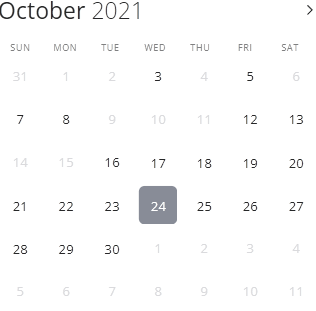 October 2021
SUN MON TUE WED THU FRI SAT
31 1 2 3 4 5 6
7 8 9 10 11 12 13
14 15 16 17 18 19 20
21 22 23 24 25 26 27
28 29 30 1 2 3 4
5 6 7 8 9 10 11